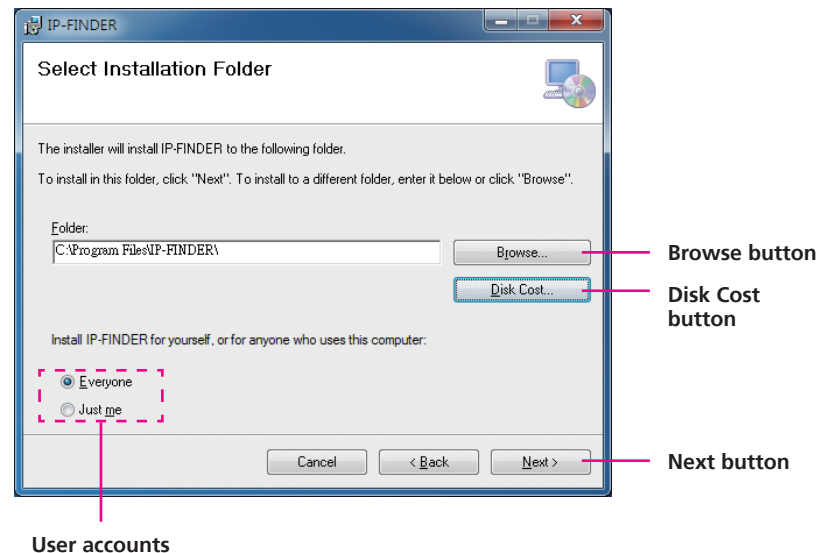 IP-FINDER
Select Installation Folder
The installer will install IP-FINDER to the following folder.
To install in this folder, click "Next". To install to a different folder, enter it below or click "Browse".
Folder:
C:\Program Files\IP-FINDER\
Browse...
Browse button
Disk Cost...
Disk Cost
button
Install IP-FINDER for yourself, or for anyone who uses this computer:
Everyone
Just me
Cancel
< Back
Next >
Next button
User accounts